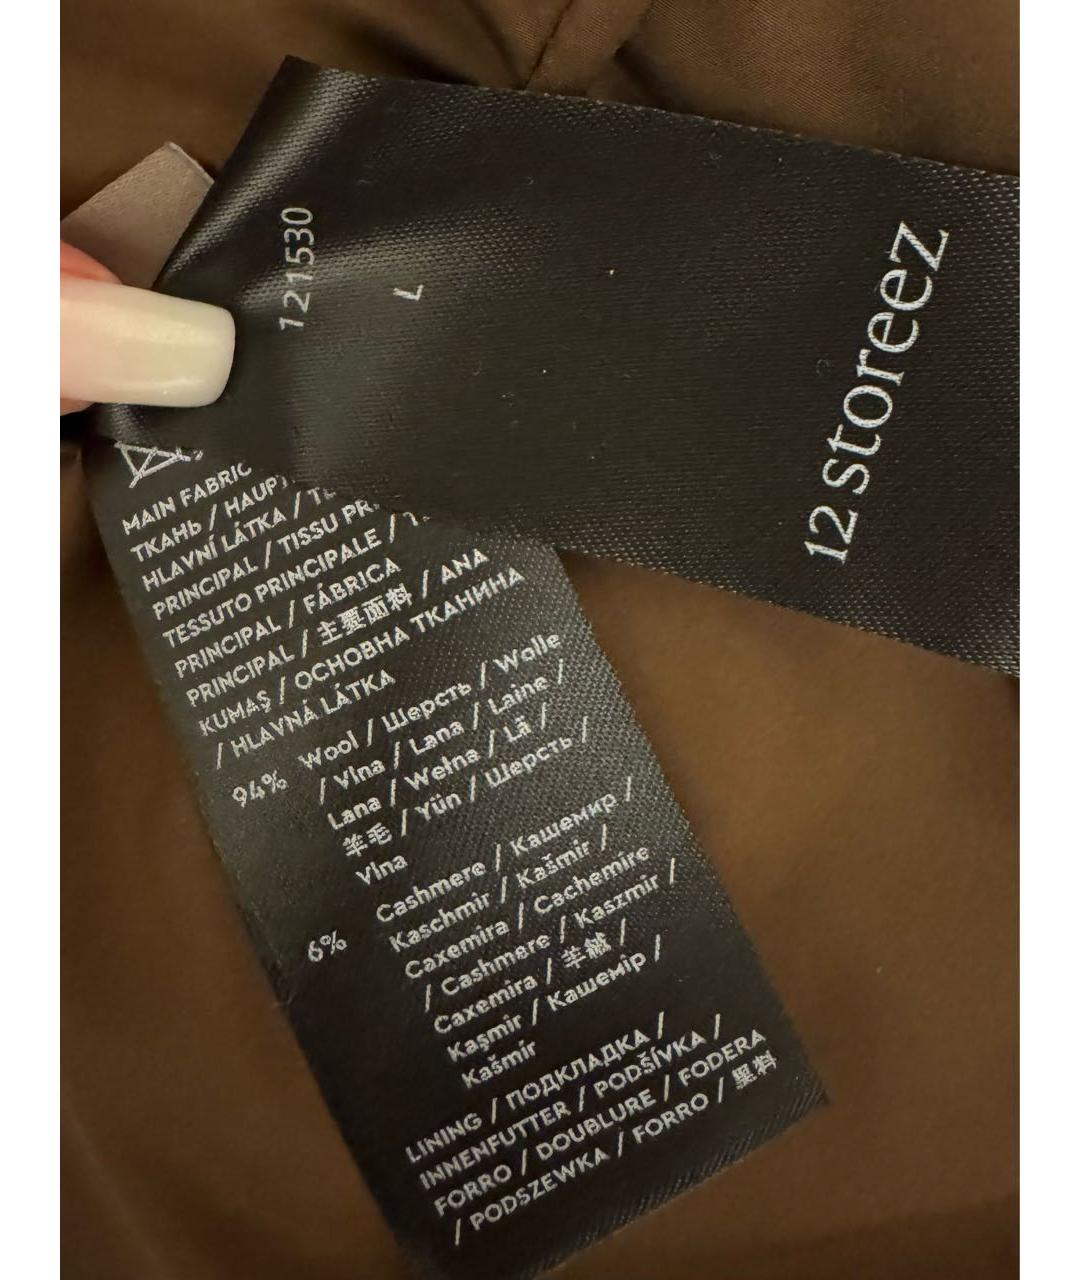 12 storeez
L
121530
MAIN FABRIC
ТКАНЬ / HAUPT
HLAVNÍ LÁTKA / TE
PRINCIPAL / TISSU PR
TESSUTO PRINCIPALE / T
PRINCIPAL / FÁBRICA
PRINCIPAL / 主要面料 / ANA
KUMAŞ / ОСНОВНА ТКАНИНА
/ HLAVNÁ LÁTKA
94% Wool / Шерсть / Wolle
/ Vlna / Lana / Laine /
Lana / Wełna / Lã /
羊毛 / Yün / Шерсть /
Vlna
6% Cashmere / Кашемир /
Kaschmir / Kašmír /
Caxemira / Cachemire
/ Cashmere / Kaszmir /
Caxemira / 羊絨 /
Kaşmir / Кашемір /
Kašmír
LINING / ПОДКЛАДКА /
INNENFUTTER / PODŠÍVKA /
FORRO / DOUBLURE / FODERA
/ PODSZEWKA / FORRO / 里料